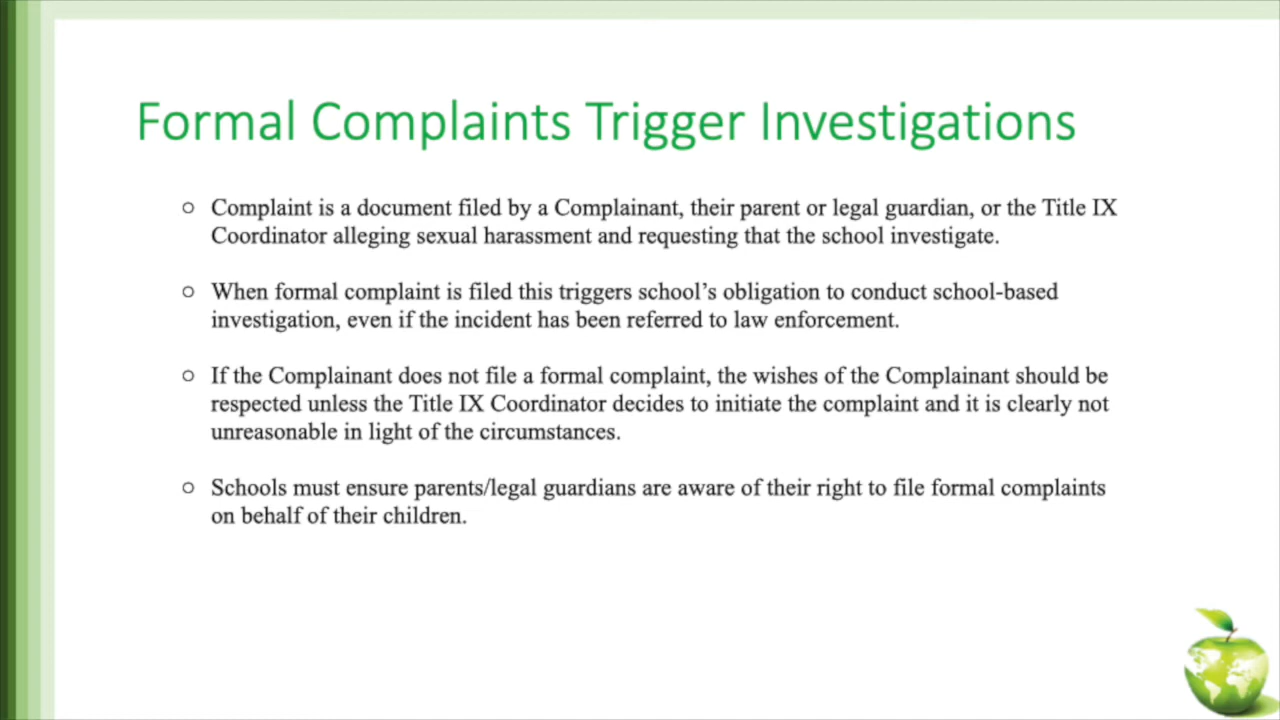 Formal Complaints Trigger Investigations
Complaint is a document filed by a Complainant, their parent or legal guardian, or the Title IX
Coordinator alleging sexual harassment and requesting that the school investigate.
When formal complaint is filed this triggers school’s obligation to conduct school-based
investigation, even if the incident has been referred to law enforcement.
If the Complainant does not file a formal complaint, the wishes of the Complainant should be
respected unless the Title IX Coordinator decides to initiate the complaint and it is clearly not
unreasonable in light of the circumstances.
Schools must ensure parents/legal guardians are aware of their right to file formal complaints
on behalf of their children.